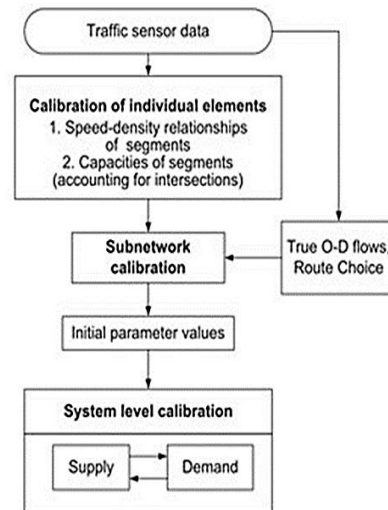 Traffic sensor data
Calibration of individual elements
1. Speed-density relationships
of segments
2. Capacities of segments
(accounting for intersections)
Subnetwork
calibration
True O-D flows,
Route Choice
Initial parameter values
System level calibration
Supply
Demand